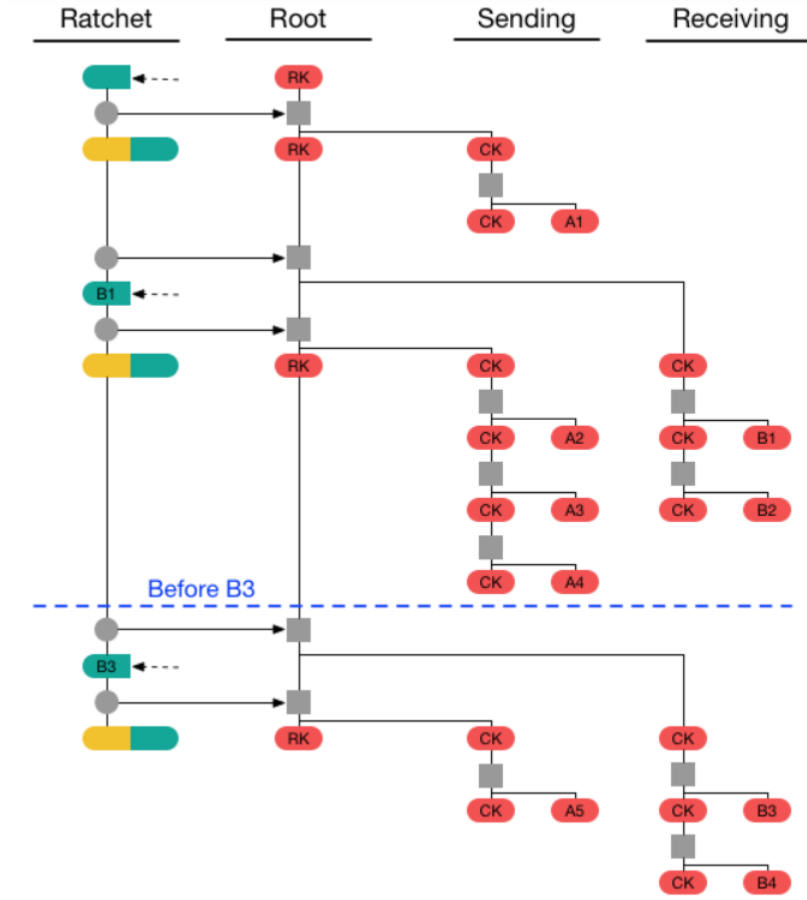 Ratchet Root Sending Receiving
RK
RK CK
CK A1
B1
RK CK CK
CK A2 CK B1
CK A3 CK B2
CK A4
Before B3
B3
RK CK CK
CK A5 CK B3
CK B4